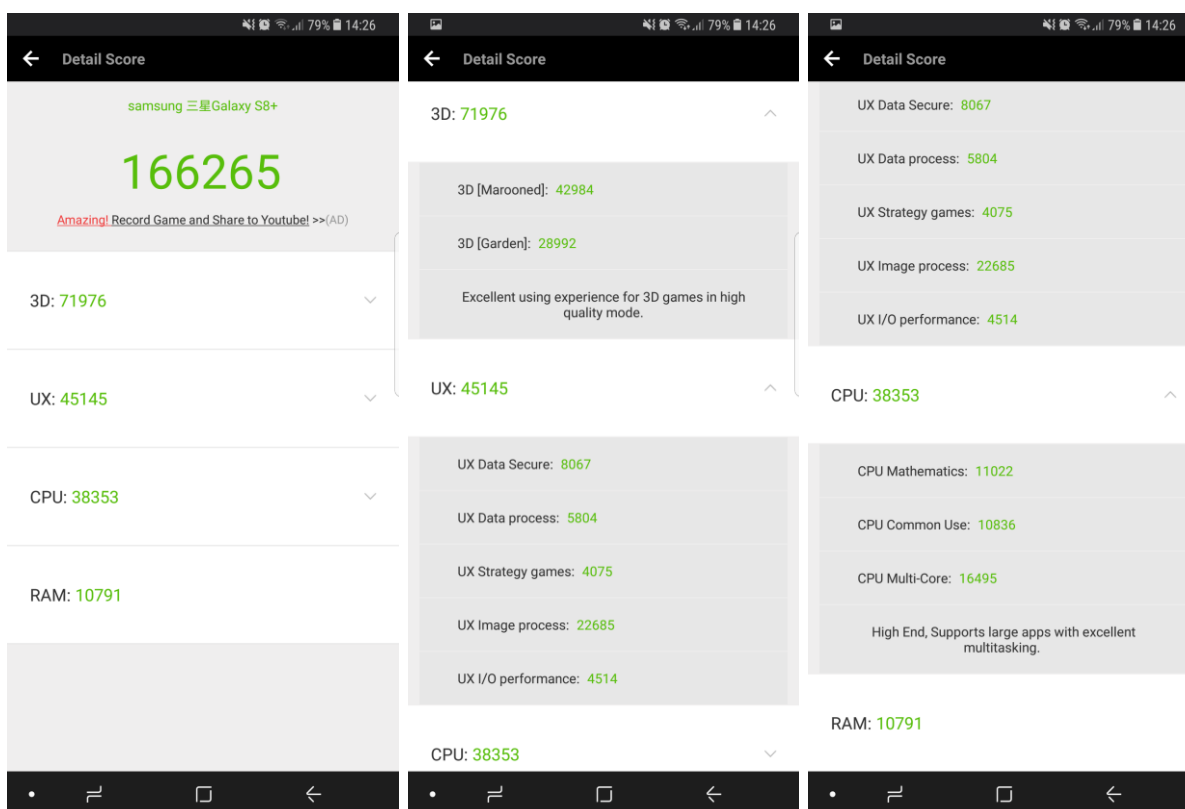 79% 14:26
Detail Score
samsung 三星Galaxy S8+
166265
Amazing! Record Game and Share to Youtube! >>(AD)
3D: 71976
UX: 45145
CPU: 38353
RAM: 10791
79% 14:26
Detail Score
3D: 71976
3D [Marooned]: 42984
3D [Garden]: 28992
Excellent using experience for 3D games in high
quality mode.
UX: 45145
UX Data Secure: 8067
UX Data process: 5804
UX Strategy games: 4075
UX Image process: 22685
UX I/O performance: 4514
CPU: 38353
79% 14:26
Detail Score
UX Data Secure: 8067
UX Data process: 5804
UX Strategy games: 4075
UX Image process: 22685
UX I/O performance: 4514
CPU: 38353
CPU Mathematics: 11022
CPU Common Use: 10836
CPU Multi-Core: 16495
High End, Supports large apps with excellent
multitasking.
RAM: 10791